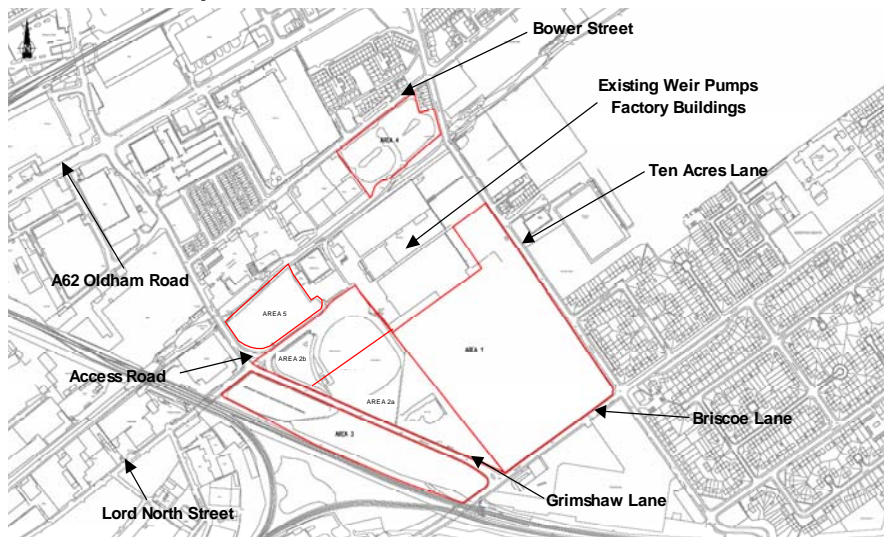 Bower Street
Existing Weir Pumps
Factory Buildings
AREA 4
Ten Acres Lane
A62 Oldham Road
AREA 5
AREA 2b
AREA 1
Access Road
AREA 2a
Briscoe Lane
AREA 3
Grimshaw Lane
Lord North Street